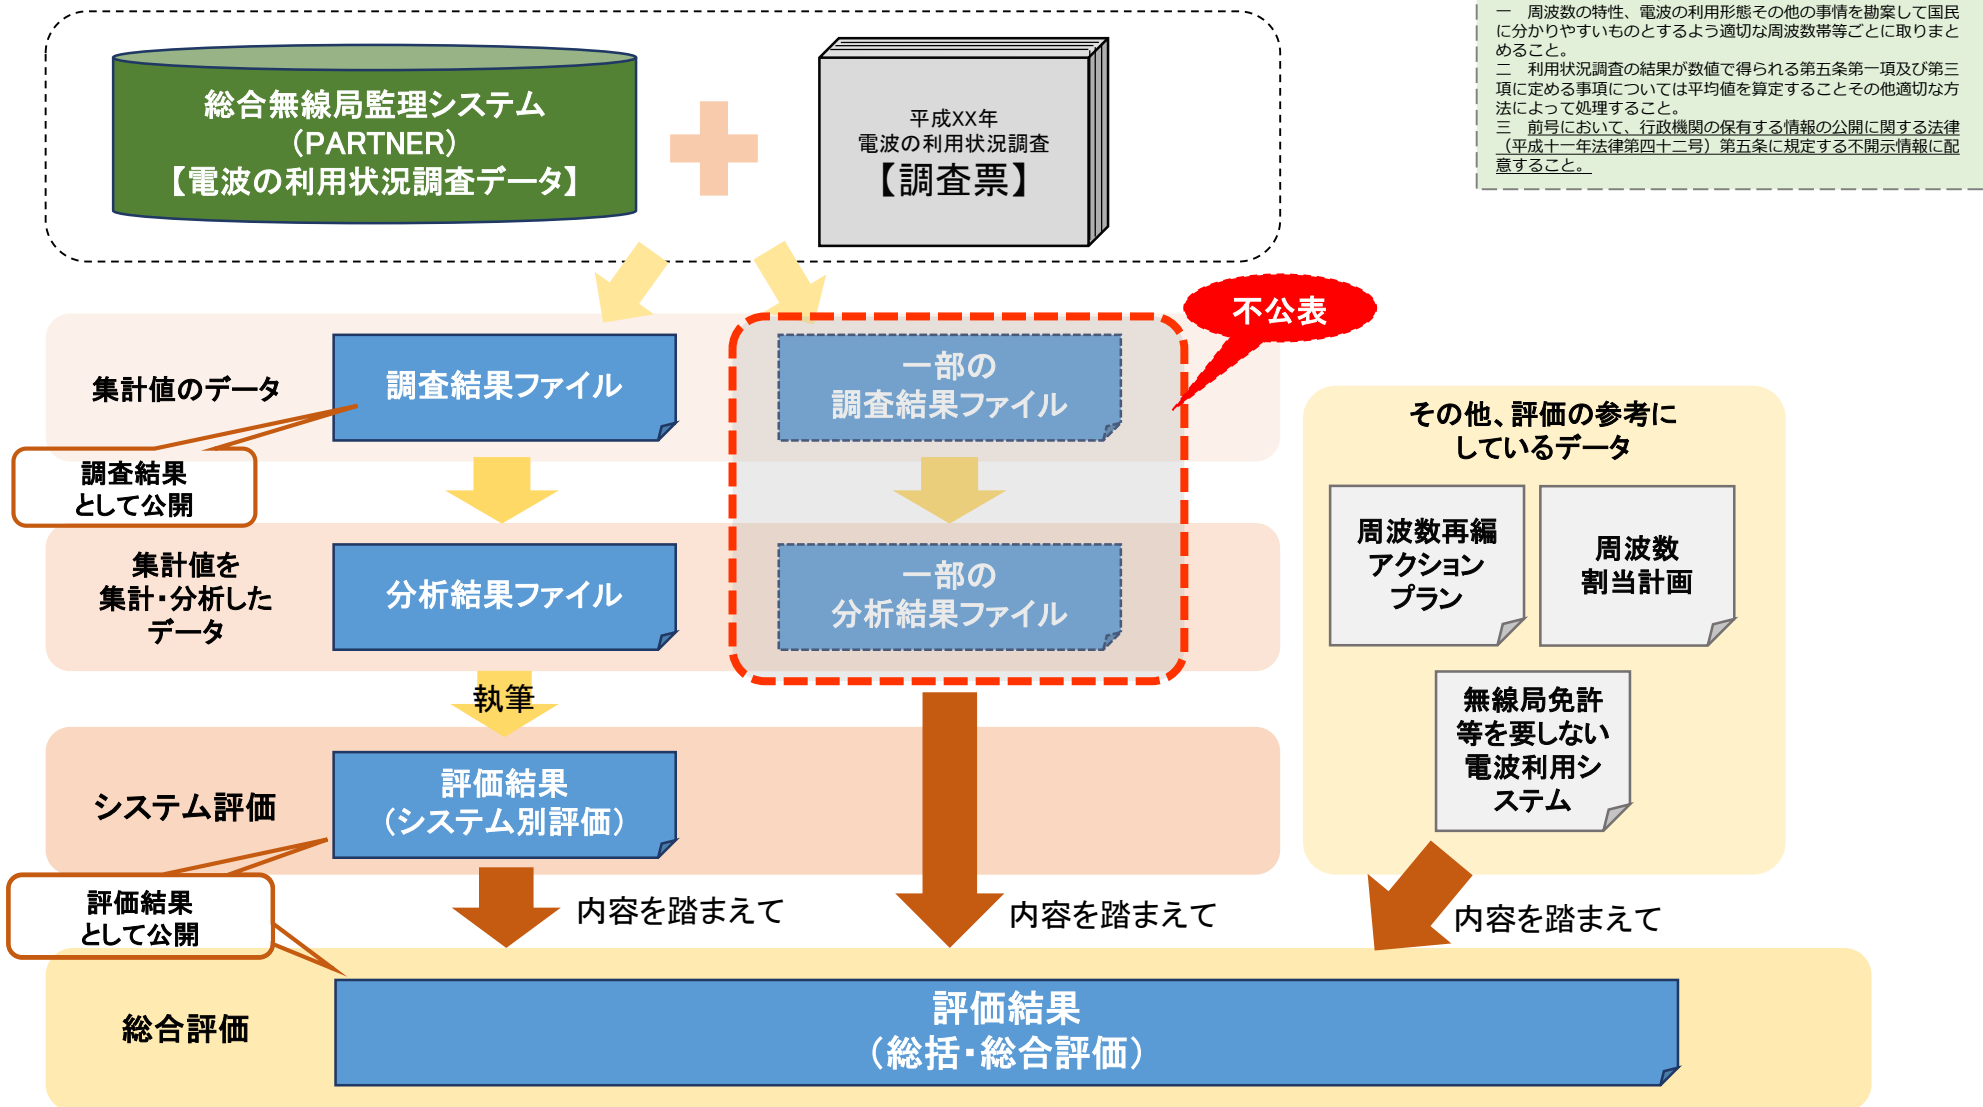 総合無線局監理システム
（PARTNER）
【電波の利用状況調査データ】
平成XX年
電波の利用状況調査
【調査票】
一　周波数の特性、電波の利用形態その他の事情を勘案して国民
に分かりやすいものとするよう適切な周波数帯等ごとに取りまと
めること。
二　利用状況調査の結果が数値で得られる第五条第一項及び第三
項に定める事項については平均値を算定することその他適切な方
法によって処理すること。
三　前号において、行政機関の保有する情報の公開に関する法律
（平成十一年法律第四十二号）第五条に規定する不開示情報に配
意すること。
不公表
集計値のデータ
調査結果ファイル
一部の
調査結果ファイル
調査結果
として公開
集計値を
集計・分析した
データ
分析結果ファイル
一部の
分析結果ファイル
その他、評価の参考に
しているデータ
周波数再編
アクション
プラン
周波数
割当計画
無線局免許
等を要しない
電波利用シ
ステム
執筆
システム評価
評価結果
（システム別評価）
評価結果
として公開
内容を踏まえて
内容を踏まえて
内容を踏まえて
総合評価
評価結果
（総括・総合評価）